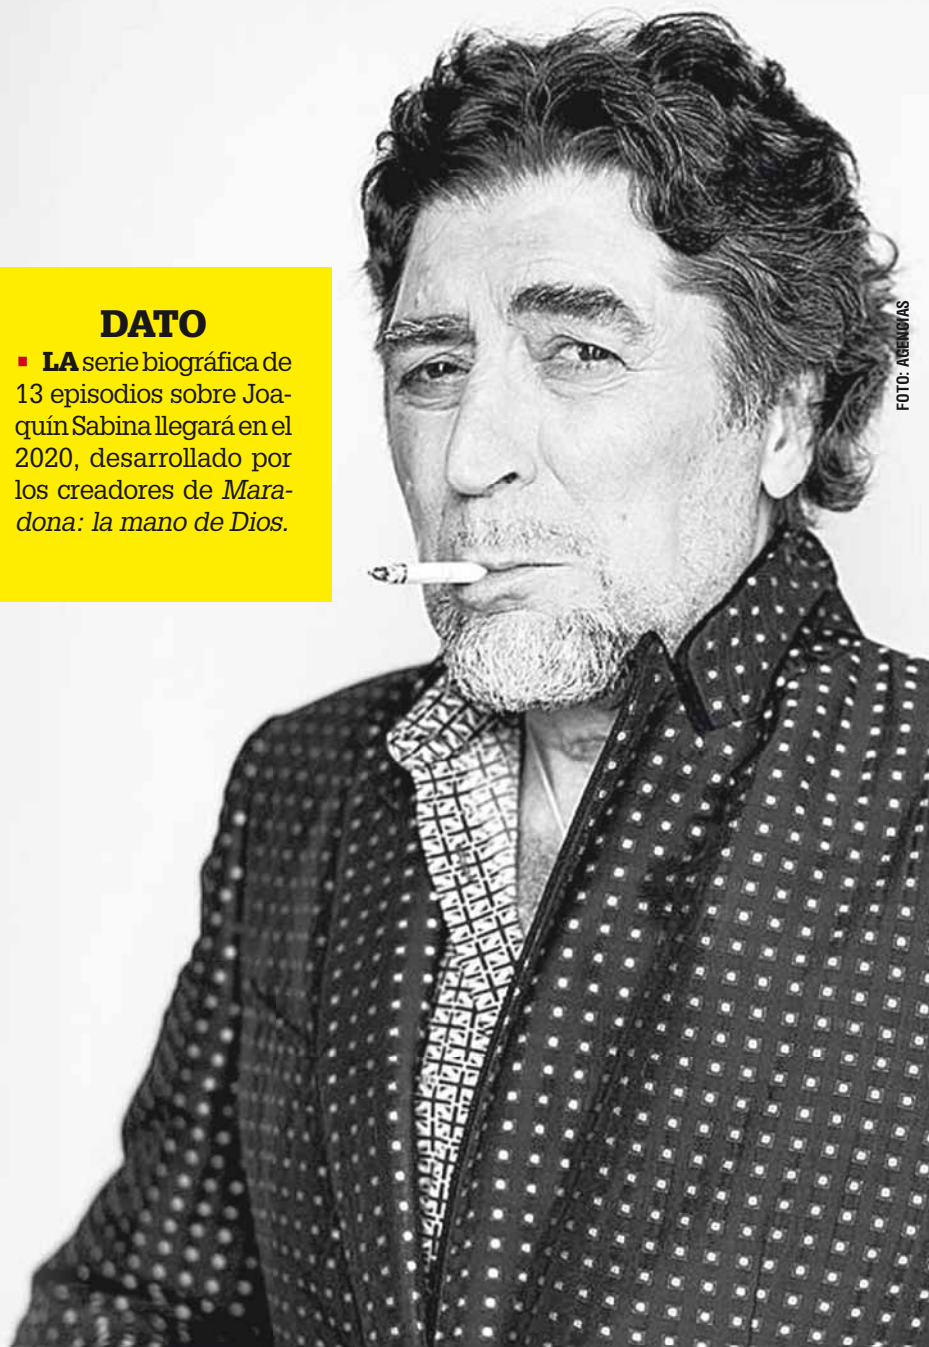 DATO
▪ LA serie biográfica de
13 episodios sobre Joa-
quín Sabina llegará en el
2020, desarrollado por
los creadores de Mara-
dona: la mano de Dios.
FOTO: AGENCIAS